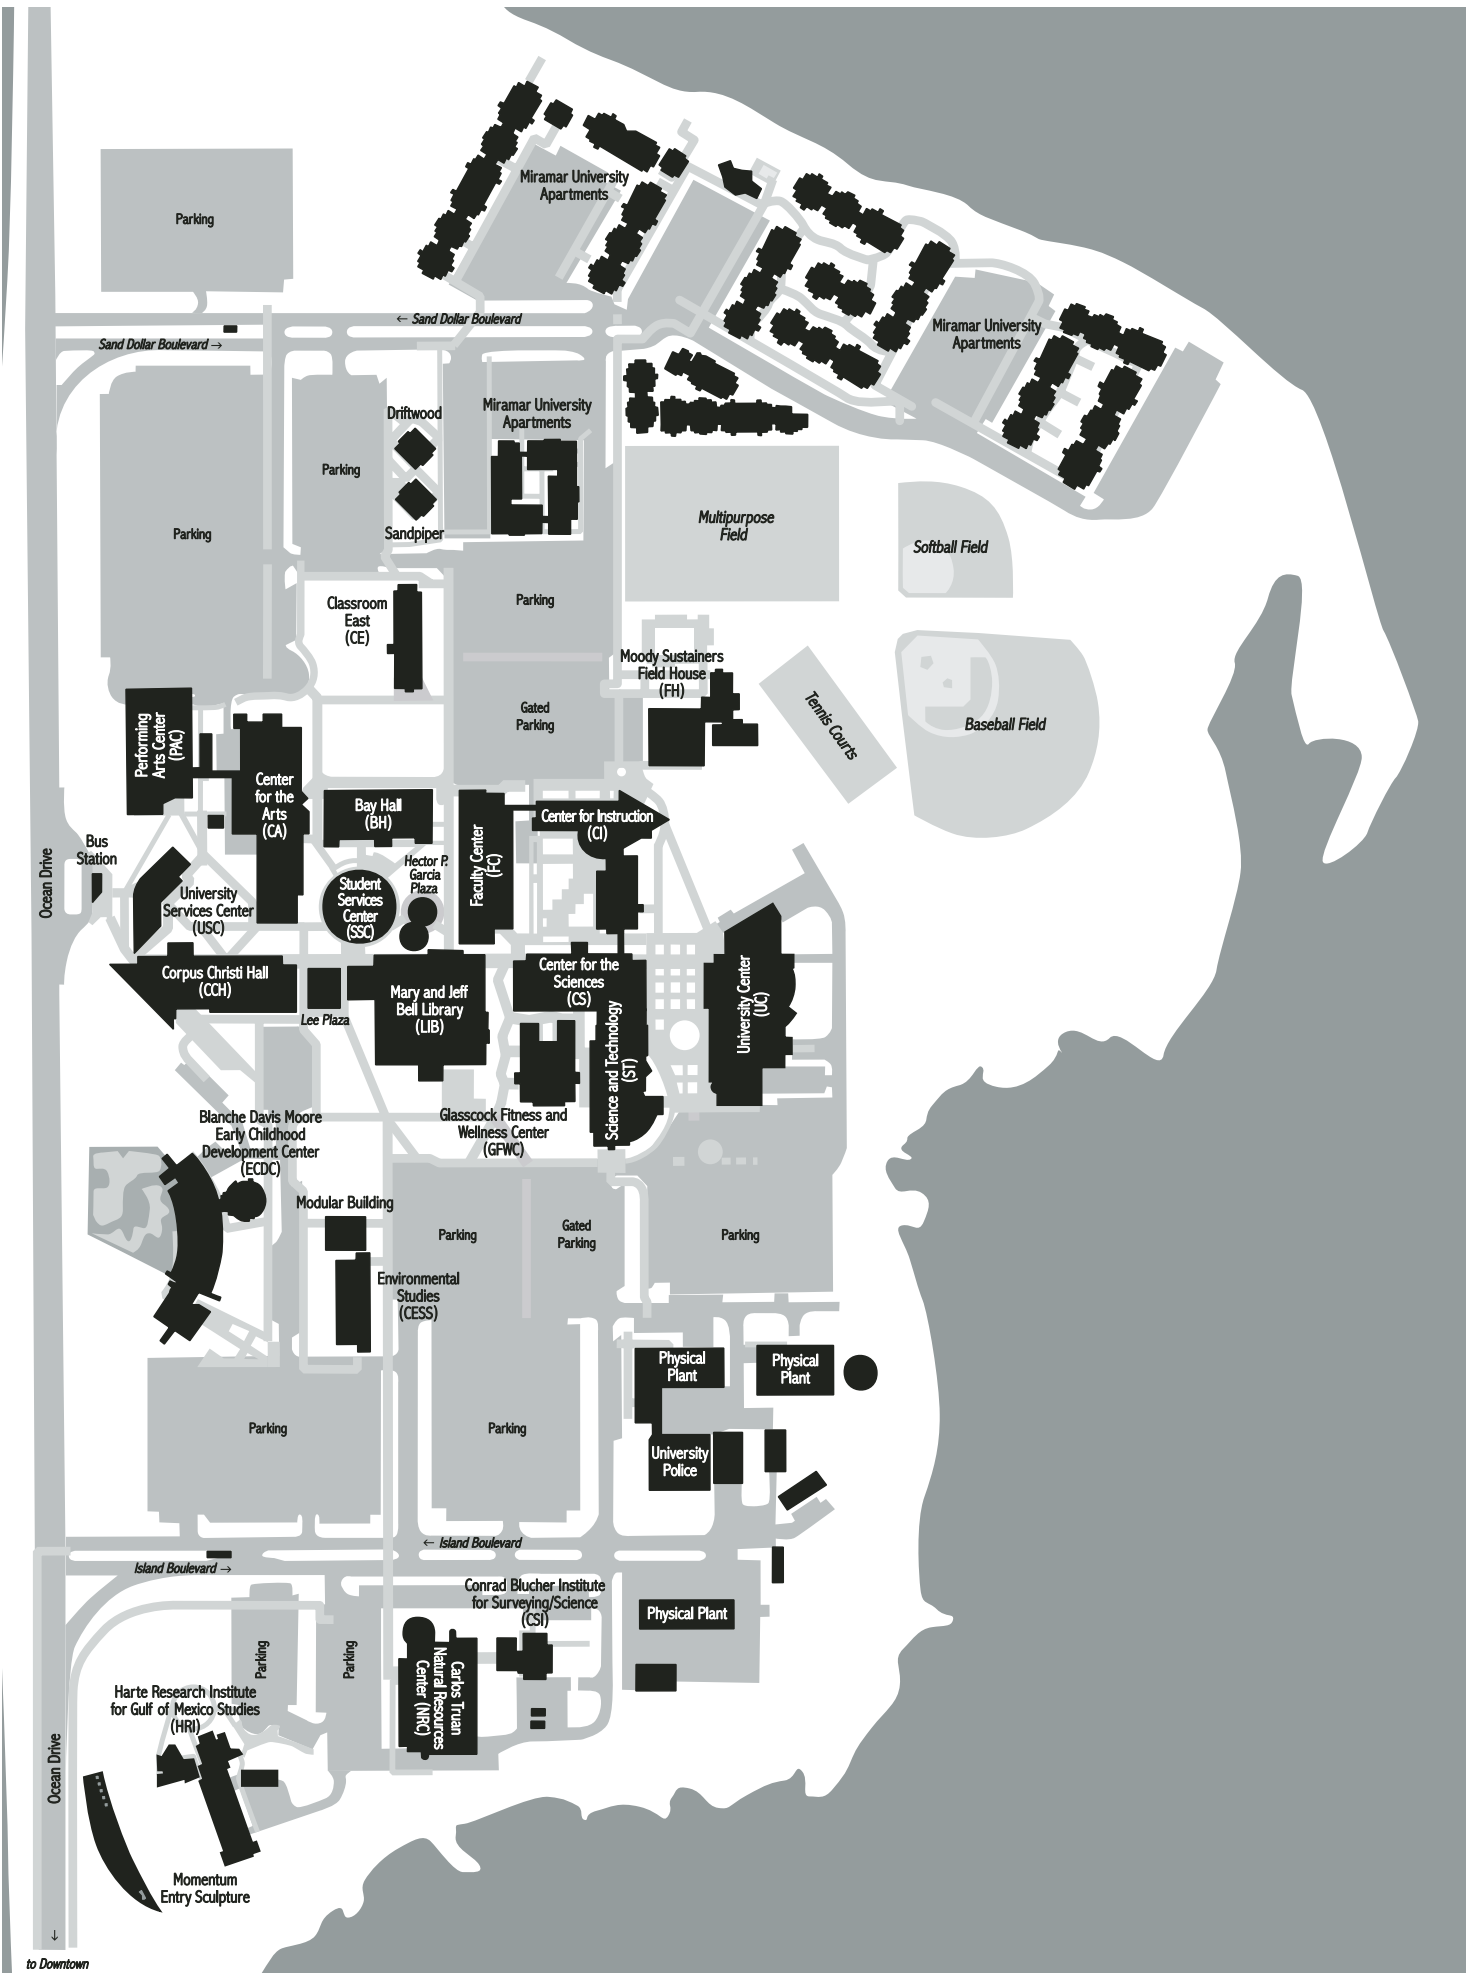 Miramar University
Apartments
Parking
← Sand Dollar Boulevard
Sand Dollar Boulevard →
Miramar University
Apartments
Driftwood
Miramar University
Apartments
Parking
Parking
Sandpiper
Multipurpose
Field
Softball Field
Classroom
East
(CE)
Parking
Moody Sustainers
Field House
(FH)
Gated
Parking
Tennis Courts
Baseball Field
Performing
Arts Center
(PAC)
Center
for the
Arts
(CA)
Bay Hall
(BH)
Center for Instruction
(CI)
Faculty Center
(FC)
Bus
Station
Ocean Drive
Hector P.
Garcia
Plaza
Student
Services
Center
(SSC)
University
Services Center
(USC)
Corpus Christi Hall
(CCH)
Lee Plaza
Mary and Jeff
Bell Library
(LIB)
Center for the
Sciences
(CS)
University Center
(UC)
Science and Technology
(ST)
Blanche Davis Moore
Early Childhood
Development Center
(ECDC)
Glasscock Fitness and
Wellness Center
(GFWC)
Modular Building
Parking
Gated
Parking
Parking
Environmental
Studies
(CESS)
Physical
Plant
Physical
Plant
Parking
Parking
University
Police
← Island Boulevard
Island Boulevard →
Conrad Blucher Institute
for Surveying/Science
(CSI)
Physical Plant
Parking
Parking
Carlos Truan
Natural Resources
Center (NRC)
Harte Research Institute
for Gulf of Mexico Studies
(HRI)
Ocean Drive
Momentum
Entry Sculpture
←
to Downtown